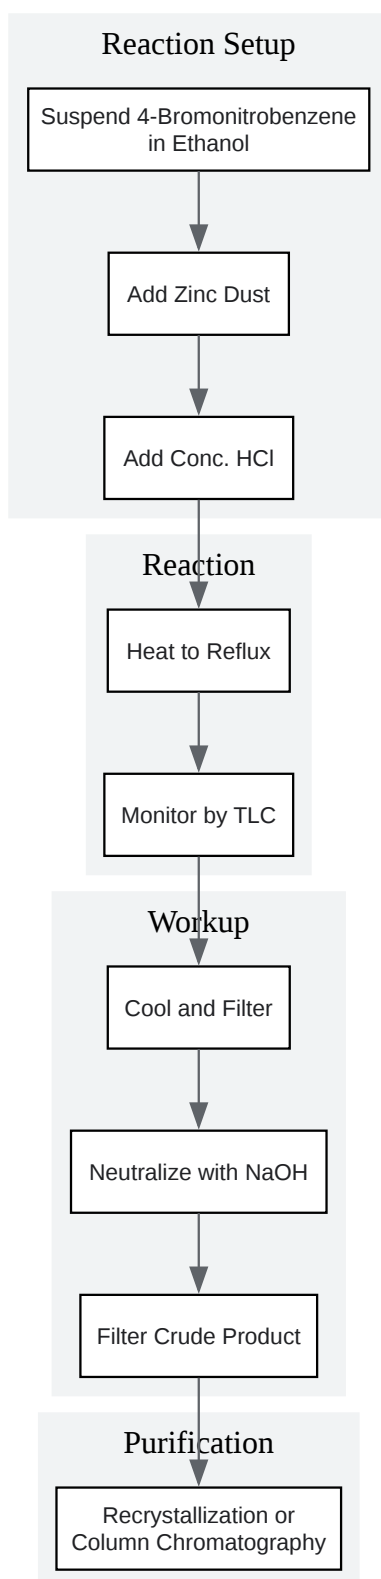 Reaction Setup
Suspend 4-Bromonitrobenzene
in Ethanol
Add Zinc Dust
Add Conc. HCl
Reaction
Heat to Reflux
Monitor by TLC
Workup
Cool and Filter
Neutralize with NaOH
Filter Crude Product
Purification
Recrystallization or
Column Chromatography